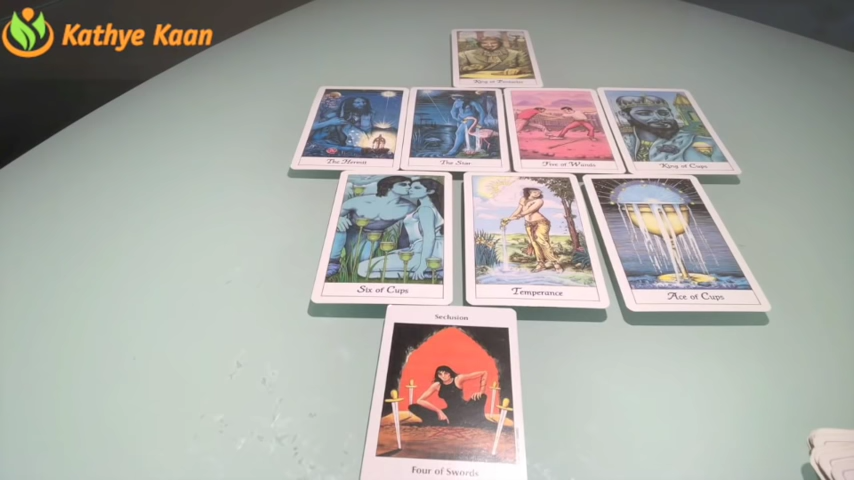 Kathye Kaan
King of Pentacles
The Hermit
The Star
Five of Wands
King of Cups
Six of Cups
Temperance
Ace of Cups
Seclusion
Four of Swords